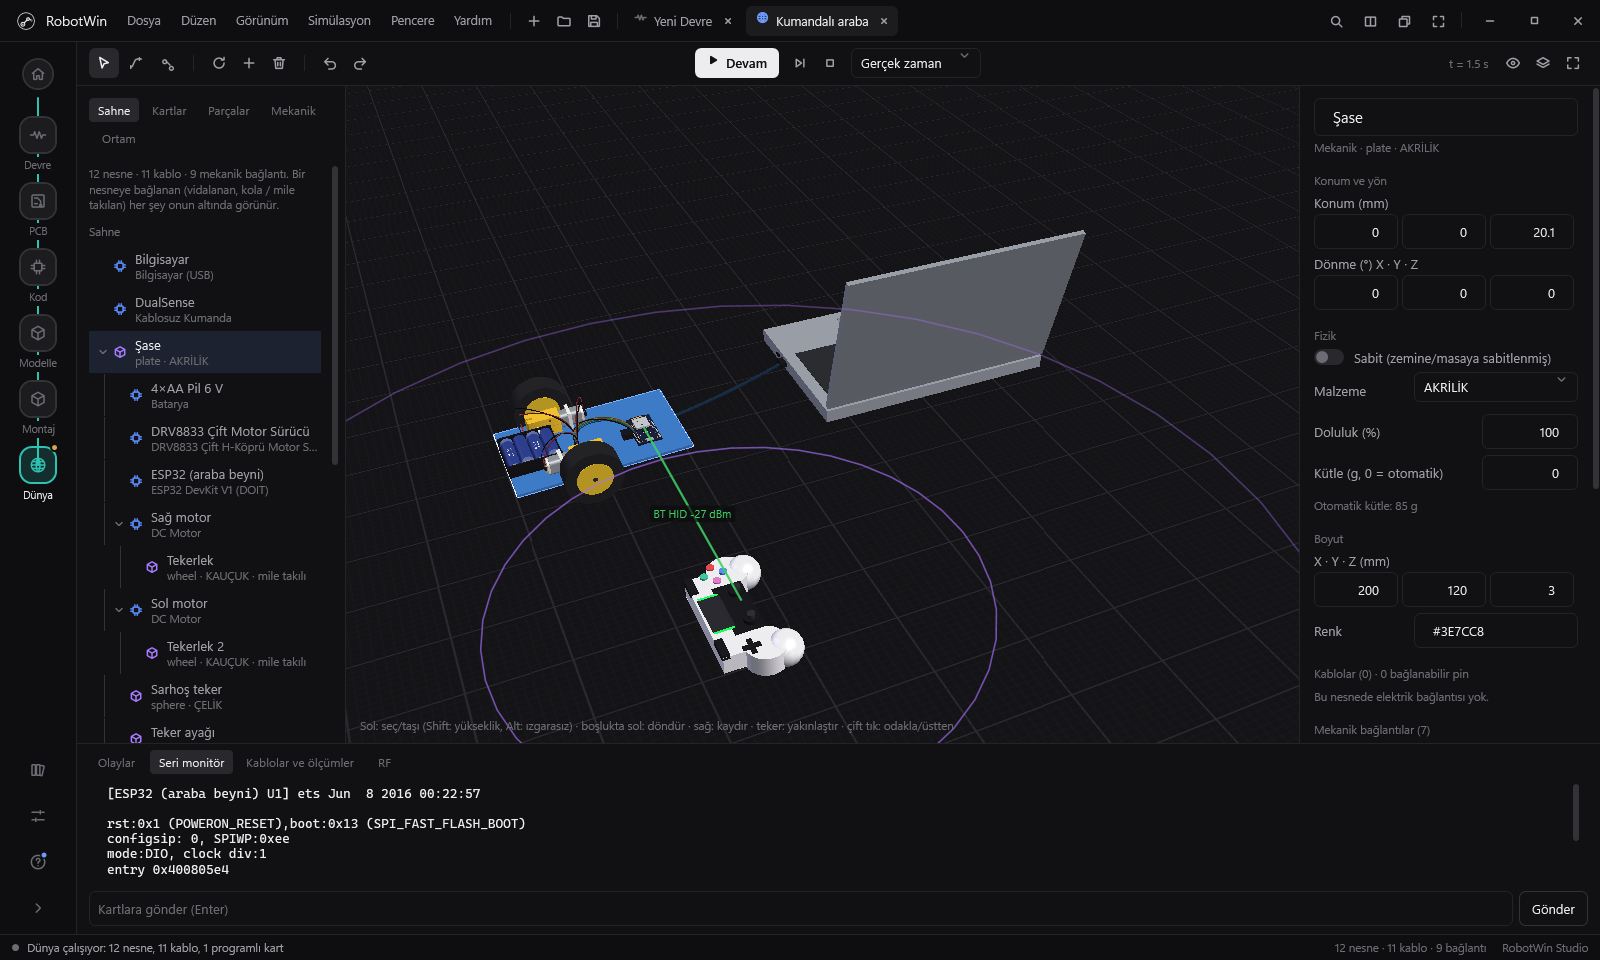 RobotWin
Dosya
Düzen
Görünüm
Simülasyon
Pencere
Yardım
Yeni Devre
Kumandalı araba
Devam
Gerçek zaman
t = 1.5 s
Devre
PCB
Kod
Modelle
Montaj
Dünya
Sahne
Kartlar
Parçalar
Mekanik
Ortam
12 nesne · 11 kablo · 9 mekanik bağlantı. Bir
nesneye bağlanan (vidalanan, kola / mile
takılan) her şey onun altında görünür.
Sahne
Bilgisayar
Bilgisayar (USB)
DualSense
Kablosuz Kumanda
Şase
plate · AKRİLİK
4×AA Pil 6 V
Batarya
DRV8833 Çift Motor Sürücü
DRV8833 Çift H-Köprü Motor S...
ESP32 (araba beyni)
ESP32 DevKit V1 (DOIT)
Sağ motor
DC Motor
Tekerlek
wheel · KAUÇUK · mile takılı
Sol motor
DC Motor
Tekerlek 2
wheel · KAUÇUK · mile takılı
Sarhoş teker
sphere · ÇELİK
Teker ayağı
BT HID -27 dBm
Sol: seç/taşı (Shift: yükseklik, Alt: ızgarasız) · boşlukta sol: döndür · sağ: kaydır · teker: yakınlaştır · çift tık: odakla/üstten
Şase
Mekanik · plate · AKRİLİK
Konum ve yön
Konum (mm)
0 0 20.1
Dönme (°) X · Y · Z
0 0 0
Fizik
Sabit (zemine/masaya sabitlenmiş)
Malzeme AKRİLİK
Doluluk (%) 100
Kütle (g, 0 = otomatik) 0
Otomatik kütle: 85 g
Boyut
X · Y · Z (mm)
200 120 3
Renk #3E7CC8
Kablolar (0) · 0 bağlanabilir pin
Bu nesnede elektrik bağlantısı yok.
Mekanik bağlantılar (7)
Olaylar
Seri monitör
Kablolar ve ölçümler
RF
[ESP32 (araba beyni) U1] ets Jun  8 2016 00:22:57
rst:0x1 (POWERON_RESET),boot:0x13 (SPI_FAST_FLASH_BOOT)
configsip: 0, SPIWP:0xee
mode:DIO, clock div:1
entry 0x400805e4
Kartlara gönder (Enter)
Gönder
Dünya çalışıyor: 12 nesne, 11 kablo, 1 programlı kart
12 nesne · 11 kablo · 9 bağlantı
RobotWin Studio